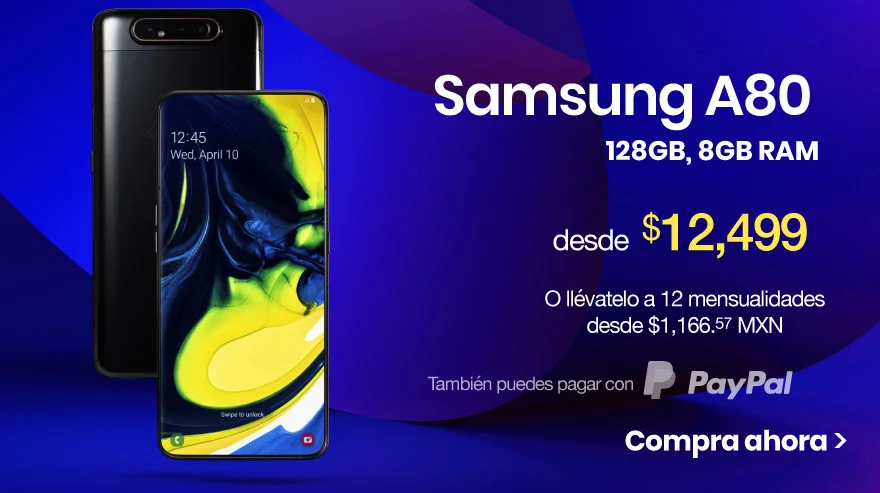 12:45
Wed, April 10
Swipe to unlock
Samsung A80
128GB, 8GB RAM
desde $12,499
O llévatelo a 12 mensualidades
desde $1,166.57 MXN
También puedes pagar con PayPal
Compra ahora >